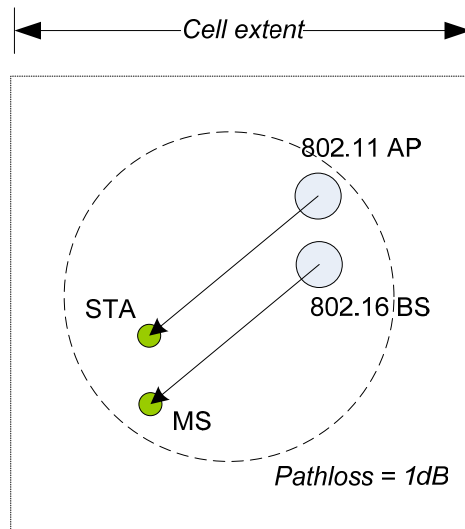 Cell extent
802.11 AP
802.16 BS
STA
MS
Pathloss = 1dB